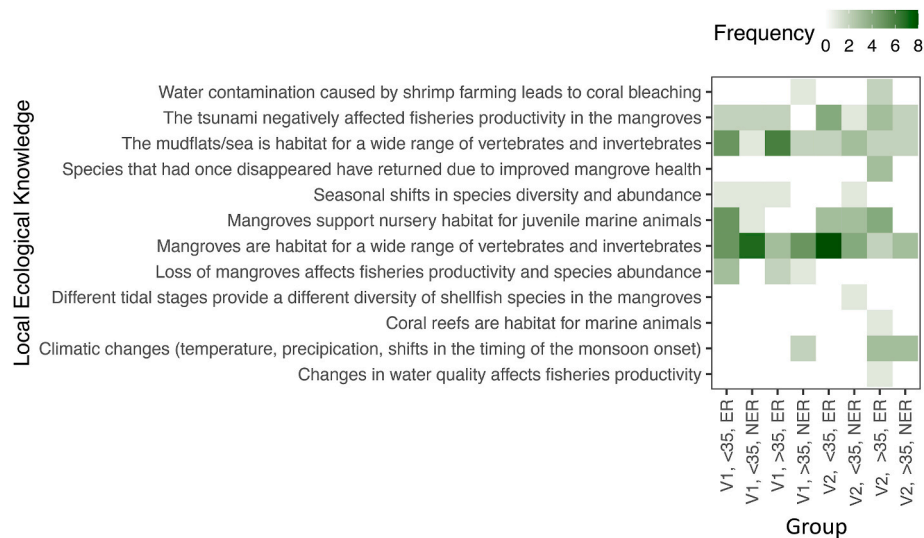 Frequency
0 2 4 6 8
Local Ecological Knowledge
Water contamination caused by shrimp farming leads to coral bleaching
The tsunami negatively affected fisheries productivity in the mangroves
The mudflats/sea is habitat for a wide range of vertebrates and invertebrates
Species that had once disappeared have returned due to improved mangrove health
Seasonal shifts in species diversity and abundance
Mangroves support nursery habitat for juvenile marine animals
Mangroves are habitat for a wide range of vertebrates and invertebrates
Loss of mangroves affects fisheries productivity and species abundance
Different tidal stages provide a different diversity of shellfish species in the mangroves
Coral reefs are habitat for marine animals
Climatic changes (temperature, precipication, shifts in the timing of the monsoon onset)
Changes in water quality affects fisheries productivity
V1, <35, ER
V1, <35, NER
V1, >35, ER
V1, >35, NER
V2, <35, ER
V2, <35, NER
V2, >35, ER
V2, >35, NER
Group